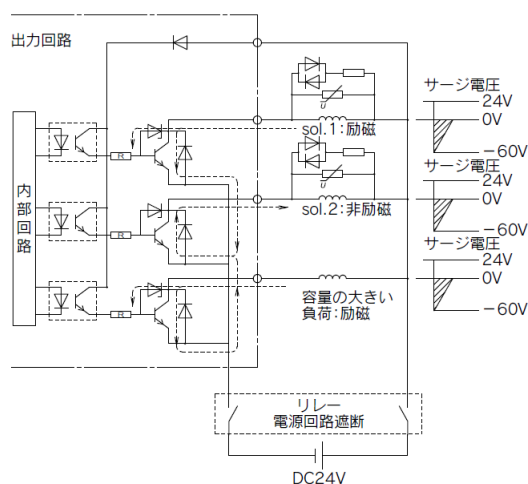 出力回路
サージ電圧
24V
0V
-60V
U
sol.1:励磁
R
サージ電圧
24V
0V
-60V
U
sol.2:非励磁
内部回路
サージ電圧
24V
0V
-60V
R
容量の大きい
負荷:励磁
リレー
電源回路遮断
DC24V